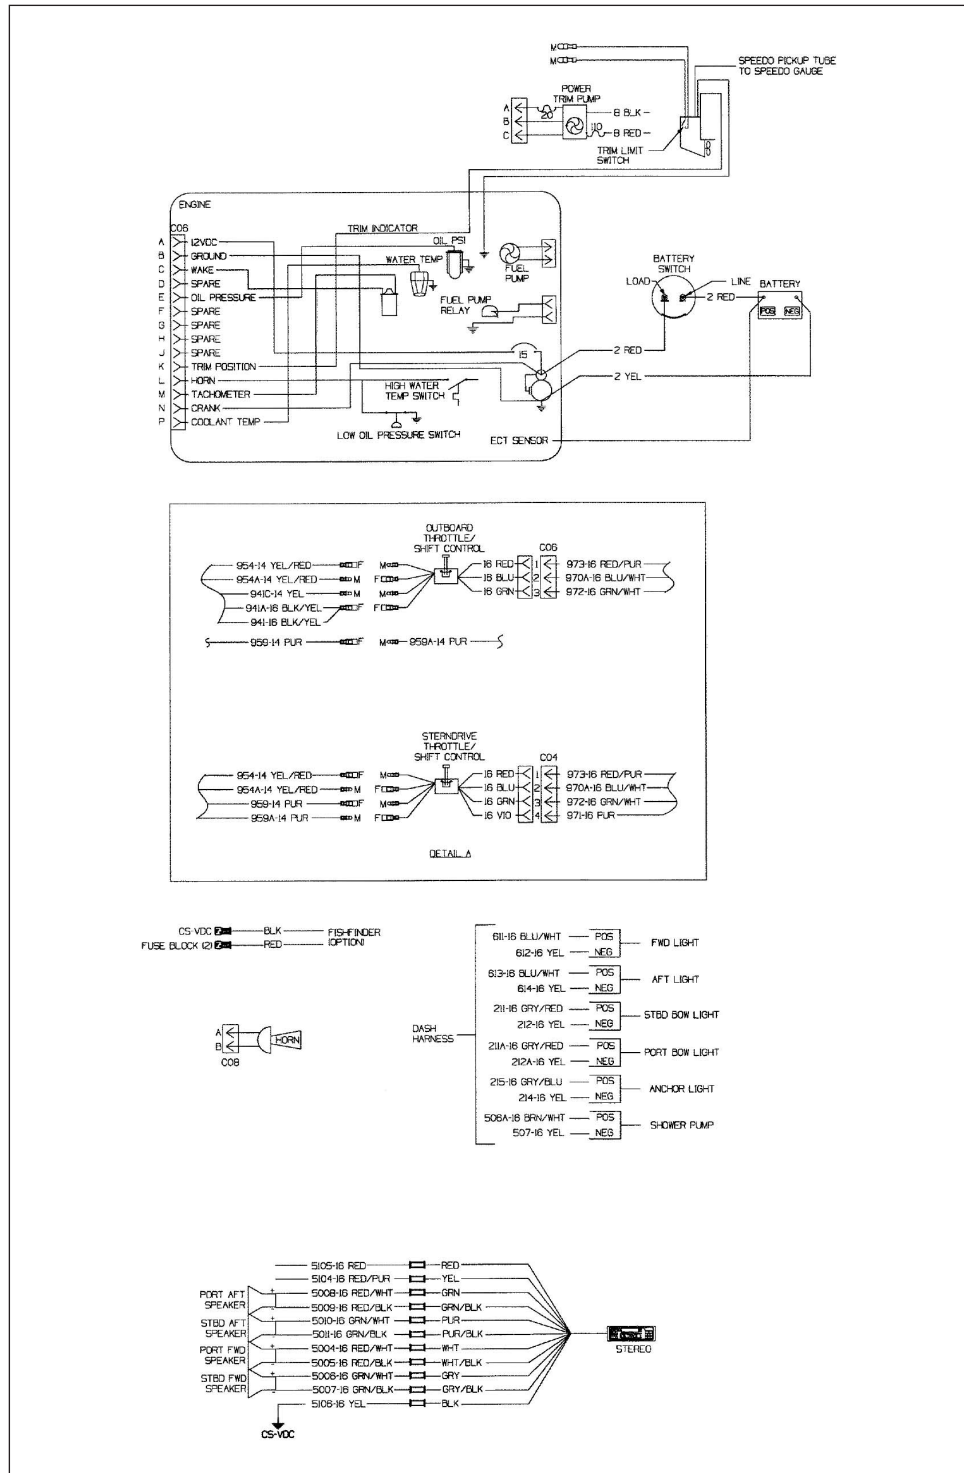 M
M
SPEEDO PICKUP TUBE
TO SPEEDO GAUGE
POWER
TRIM PUMP
A
B
C
20
8 BLK
110
8 RED
TRIM LIMIT
SWITCH
ENGINE
C06
TRIM INDICATOR
OIL PSI
WATER TEMP
FUEL
PUMP
FUEL PUMP
RELAY
A 12VDC
B GROUND
C WAKE
D SPARE
E OIL PRESSURE
F SPARE
G SPARE
H SPARE
J SPARE
K TRIM POSITION
L HORN
M TACHOMETER
N CRANK
P COOLANT TEMP
15
HIGH WATER
TEMP SWITCH
LOW OIL PRESSURE SWITCH
ECT SENSOR
BATTERY
SWITCH
LOAD
LINE
BATTERY
2 RED
POS NEG
2 RED
2 YEL
OUTBOARD
THROTTLE/
SHIFT CONTROL
C06
954-14 YEL/RED F M 16 RED 1 973-16 RED/PUR
954A-14 YEL/RED M F 16 BLU 2 970A-16 BLU/WHT
941C-14 YEL M M 16 GRN 3 972-16 GRN/WHT
941A-16 BLK/YEL F F
941-16 BLK/YEL
959-14 PUR F M 959A-14 PUR
STERNDRIVE
THROTTLE/
SHIFT CONTROL
C04
954-14 YEL/RED F M 16 RED 1 973-16 RED/PUR
954A-14 YEL/RED M F 16 BLU 2 970A-16 BLU/WHT
959-14 PUR F M 16 GRN 3 972-16 GRN/WHT
959A-14 PUR M F 16 VIO 4 971-16 PUR
DETAIL A
CS-VDC BLK FISHFINDER
FUSE BLOCK (2) RED (OPTION)
A
B
HORN
C08
DASH
HARNESS
611-16 BLU/WHT POS
612-16 YEL NEG
FWD LIGHT
613-16 BLU/WHT POS
614-16 YEL NEG
AFT LIGHT
211-16 GRY/RED POS
212-16 YEL NEG
STBD BOW LIGHT
211A-16 GRY/RED POS
212A-16 YEL NEG
PORT BOW LIGHT
215-16 GRY/BLU POS
214-16 YEL NEG
ANCHOR LIGHT
506A-16 BRN/WHT POS
507-16 YEL NEG
SHOWER PUMP
PORT AFT
SPEAKER
STBD AFT
SPEAKER
PORT FWD
SPEAKER
STBD FWD
SPEAKER
5105-16 RED RED
5104-16 RED/PUR YEL
5008-16 RED/WHT GRN
5009-16 RED/BLK GRN/BLK
5010-16 GRN/WHT PUR
5011-16 GRN/BLK PUR/BLK
5004-16 RED/WHT WHT
5005-16 RED/BLK WHT/BLK
5006-16 GRN/WHT GRY
5007-16 GRN/BLK GRY/BLK
5106-16 YEL BLK
CS-VDC
STEREO